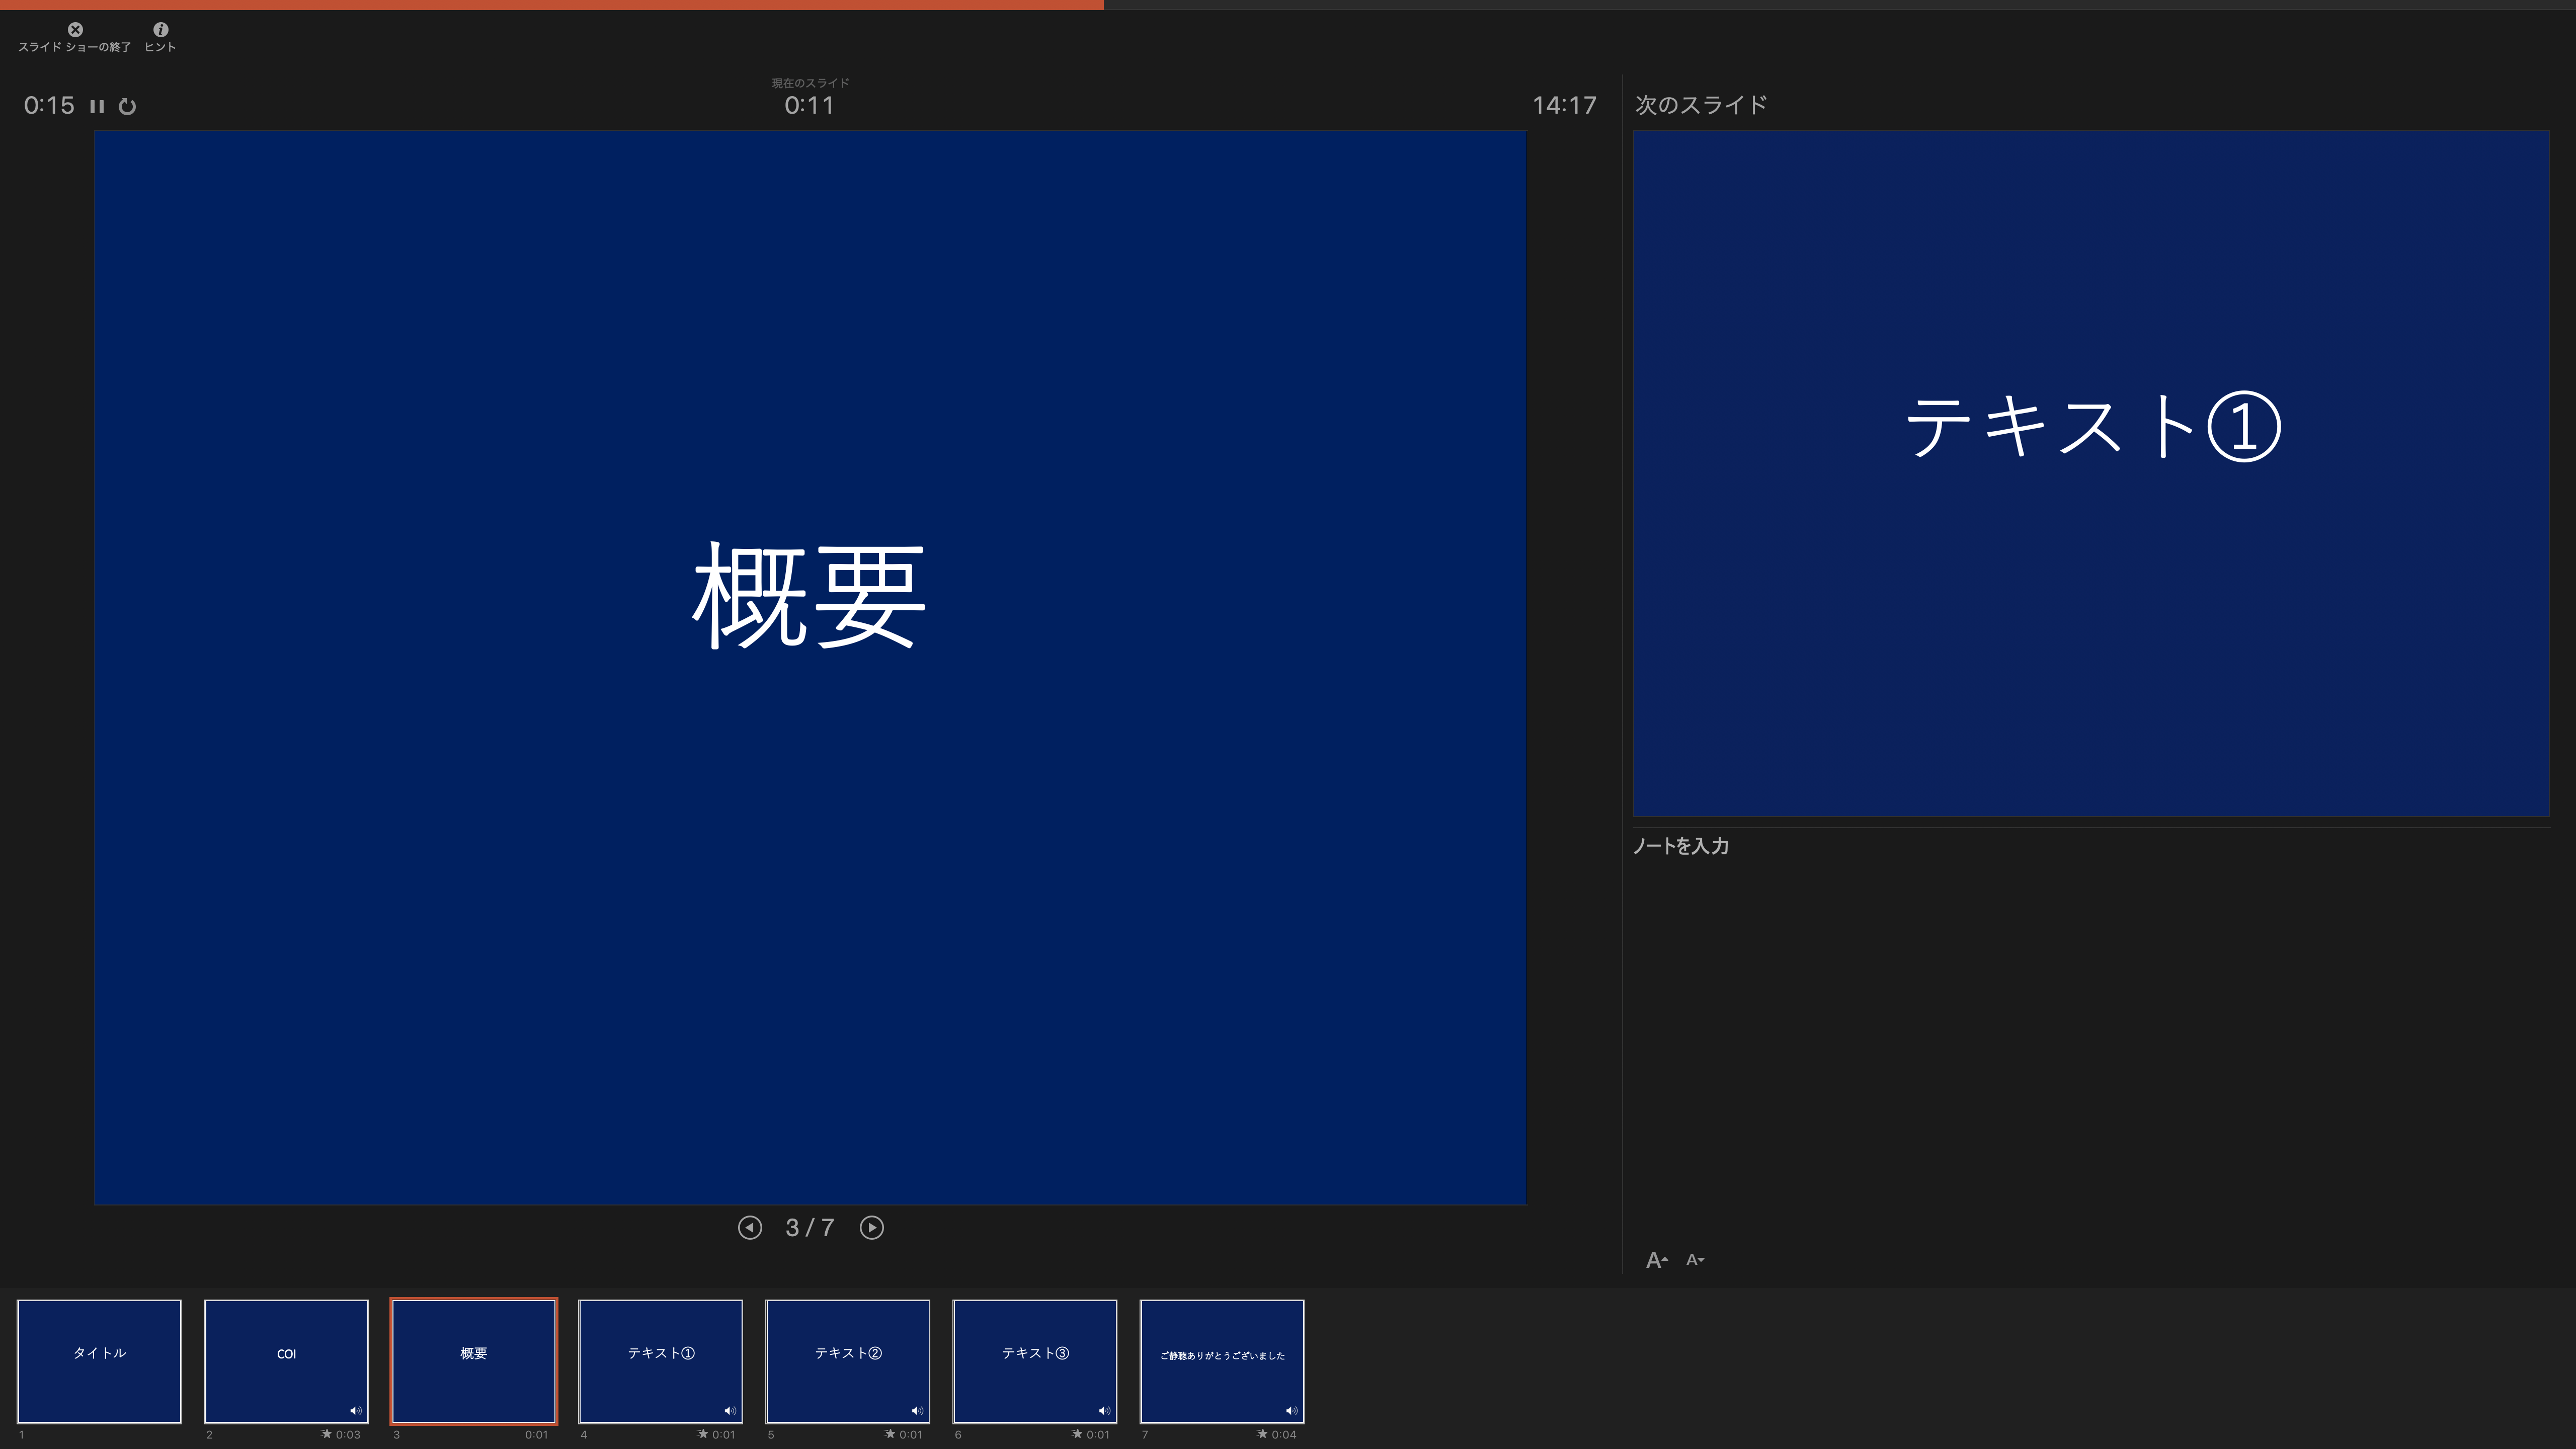 スライド ショーの終了
ヒント
現在のスライド
0:15
0:11
14:17
次のスライド
概要
テキスト①
ノートを入力
3 / 7
A A
タイトル
COI
概要
テキスト①
テキスト②
テキスト③
ご静聴ありがとうございました
1
2 0:03
3 0:01
4 0:01
5 0:01
6 0:01
7 0:04